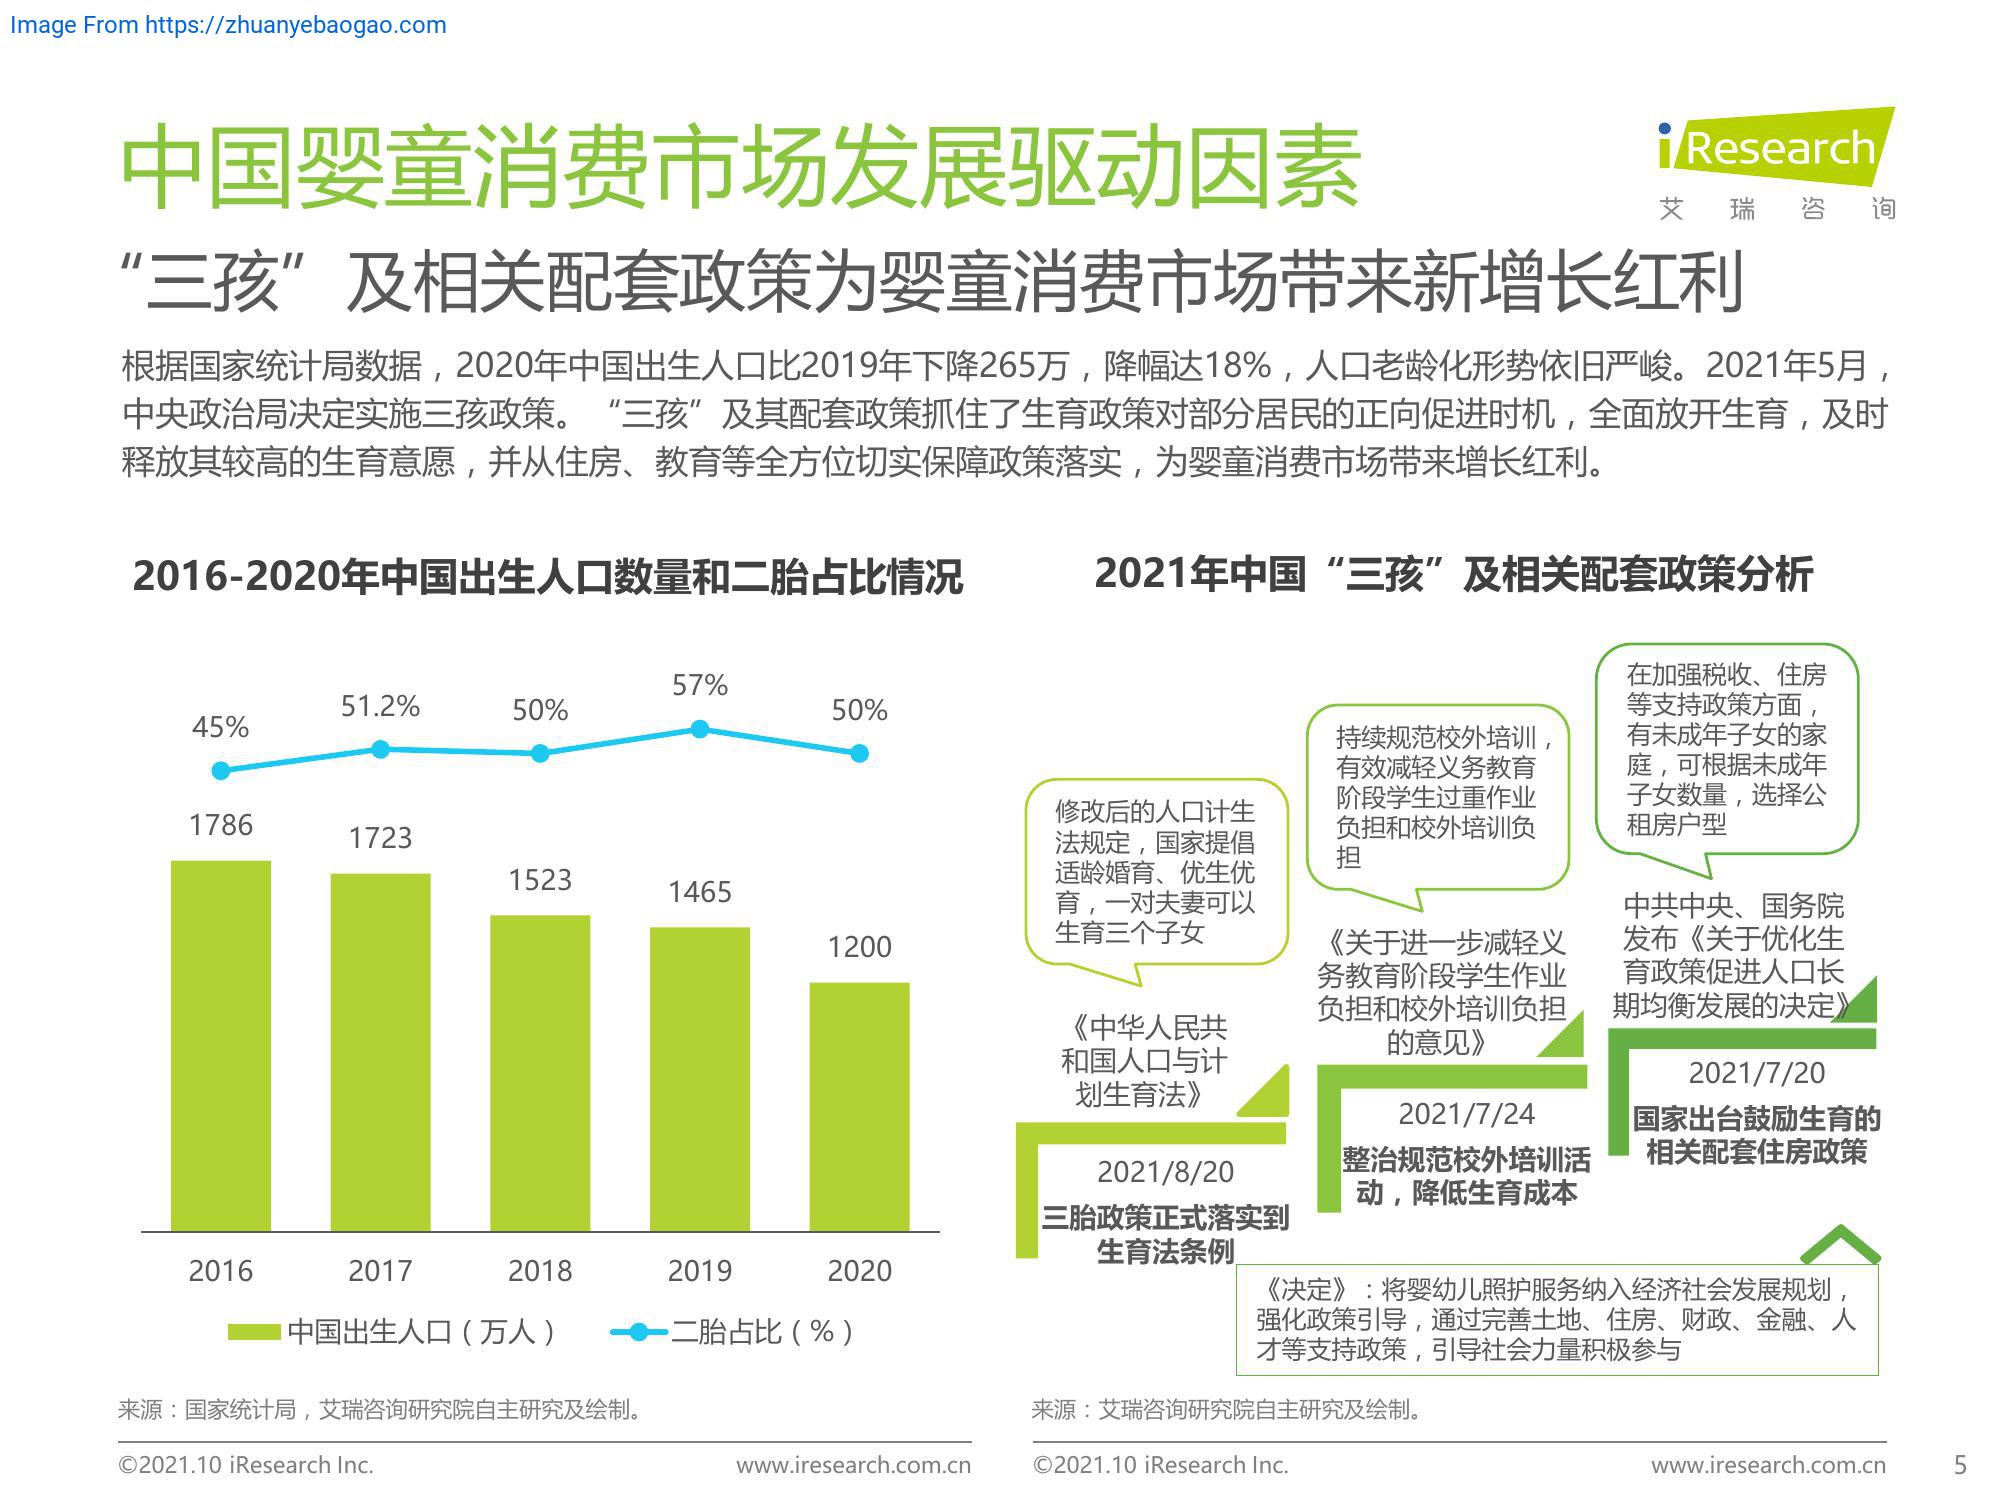 Image From https://zhuanyebaogao.com
中国婴童消费市场发展驱动因素
iResearch
艾瑞咨询
“三孩”及相关配套政策为婴童消费市场带来新增长红利
根据国家统计局数据，2020年中国出生人口比2019年下降265万，降幅达18%，人口老龄化形势依旧严峻。2021年5月，
中央政治局决定实施三孩政策。“三孩”及其配套政策抓住了生育政策对部分居民的正向促进时机，全面放开生育，及时
释放其较高的生育意愿，并从住房、教育等全方位切实保障政策落实，为婴童消费市场带来增长红利。
2016-2020年中国出生人口数量和二胎占比情况
45%
51.2%
50%
57%
50%
1786
1723
1523
1465
1200
2016
2017
2018
2019
2020
中国出生人口（万人）
二胎占比（%）
来源：国家统计局，艾瑞咨询研究院自主研究及绘制。
2021年中国“三孩”及相关配套政策分析
修改后的人口计生
法规定，国家提倡
适龄婚育、优生优
育，一对夫妻可以
生育三个子女
《中华人民共
和国人口与计
划生育法》
2021/8/20
三胎政策正式落实到
生育法条例
持续规范校外培训，
有效减轻义务教育
阶段学生过重作业
负担和校外培训负
担
《关于进一步减轻义
务教育阶段学生作业
负担和校外培训负担
的意见》
2021/7/24
整治规范校外培训活
动，降低生育成本
在加强税收、住房
等支持政策方面，
有未成年子女的家
庭，可根据未成年
子女数量，选择公
租房户型
中共中央、国务院
发布《关于优化生
育政策促进人口长
期均衡发展的决定》
2021/7/20
国家出台鼓励生育的
相关配套住房政策
《决定》：将婴幼儿照护服务纳入经济社会发展规划，
强化政策引导，通过完善土地、住房、财政、金融、人
才等支持政策，引导社会力量积极参与
来源：艾瑞咨询研究院自主研究及绘制。
©2021.10 iResearch Inc.
www.iresearch.com.cn
©2021.10 iResearch Inc.
www.iresearch.com.cn
5